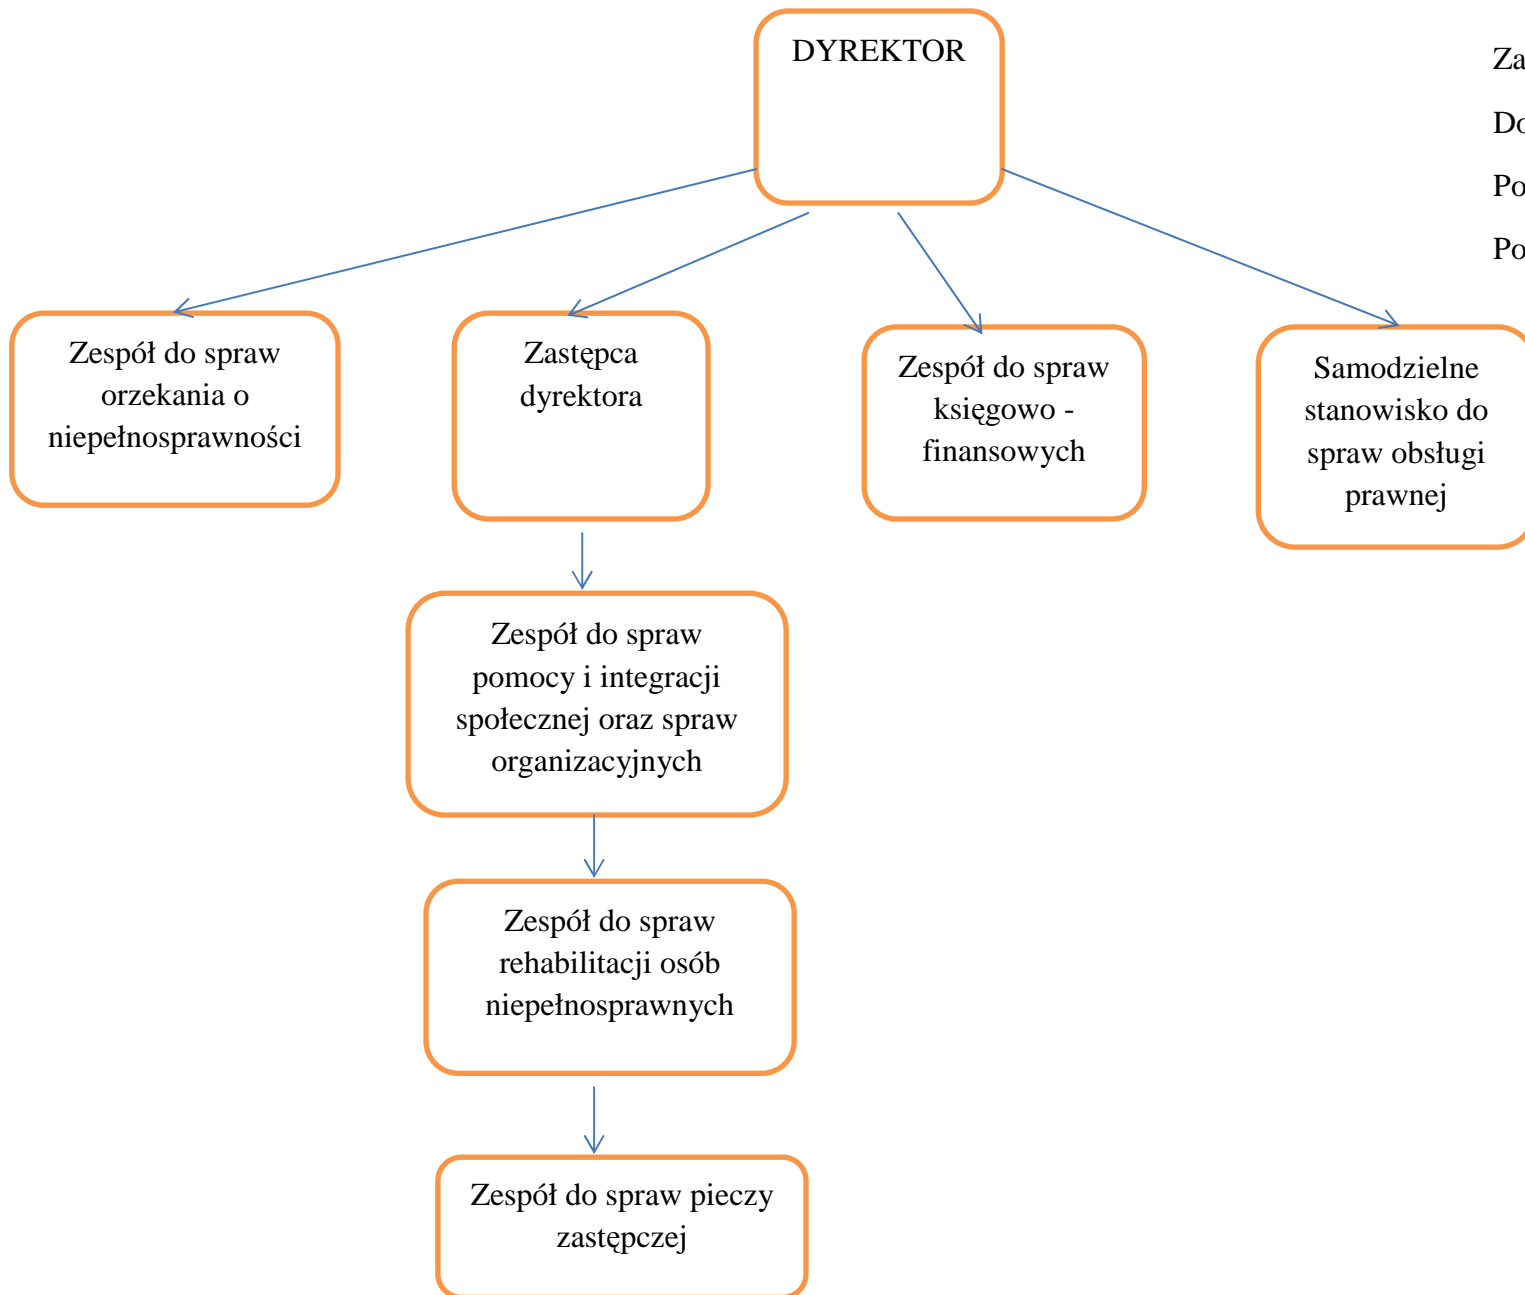 DYREKTOR
Zespół do spraw
orzekania o
niepełnosprawności
Zastępca
dyrektora
Zespół do spraw
księgowo -
finansowych
Samodzielne
stanowisko do
spraw obsługi
prawnej
Zespół do spraw
pomocy i integracji
społecznej oraz spraw
organizacyjnych
Zespół do spraw
rehabilitacji osób
niepełnosprawnych
Zespół do spraw pieczy
zastępczej